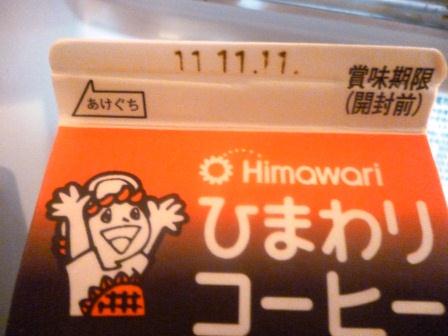 11.11.11.
賞味期限
(開封前)
あけぐち
Himawari
ひまわり
コーヒー